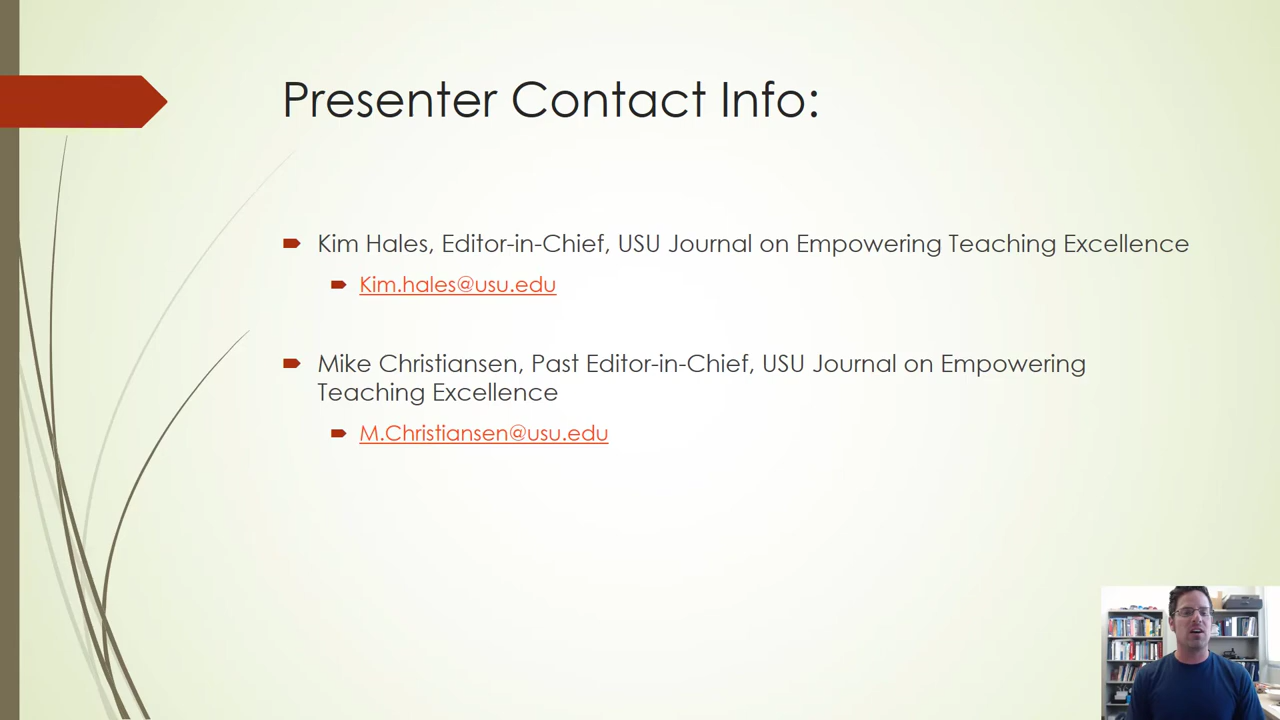 Presenter Contact Info:
Kim Hales, Editor-in-Chief, USU Journal on Empowering Teaching Excellence
Kim.hales@usu.edu
Mike Christiansen, Past Editor-in-Chief, USU Journal on Empowering
Teaching Excellence
M.Christiansen@usu.edu